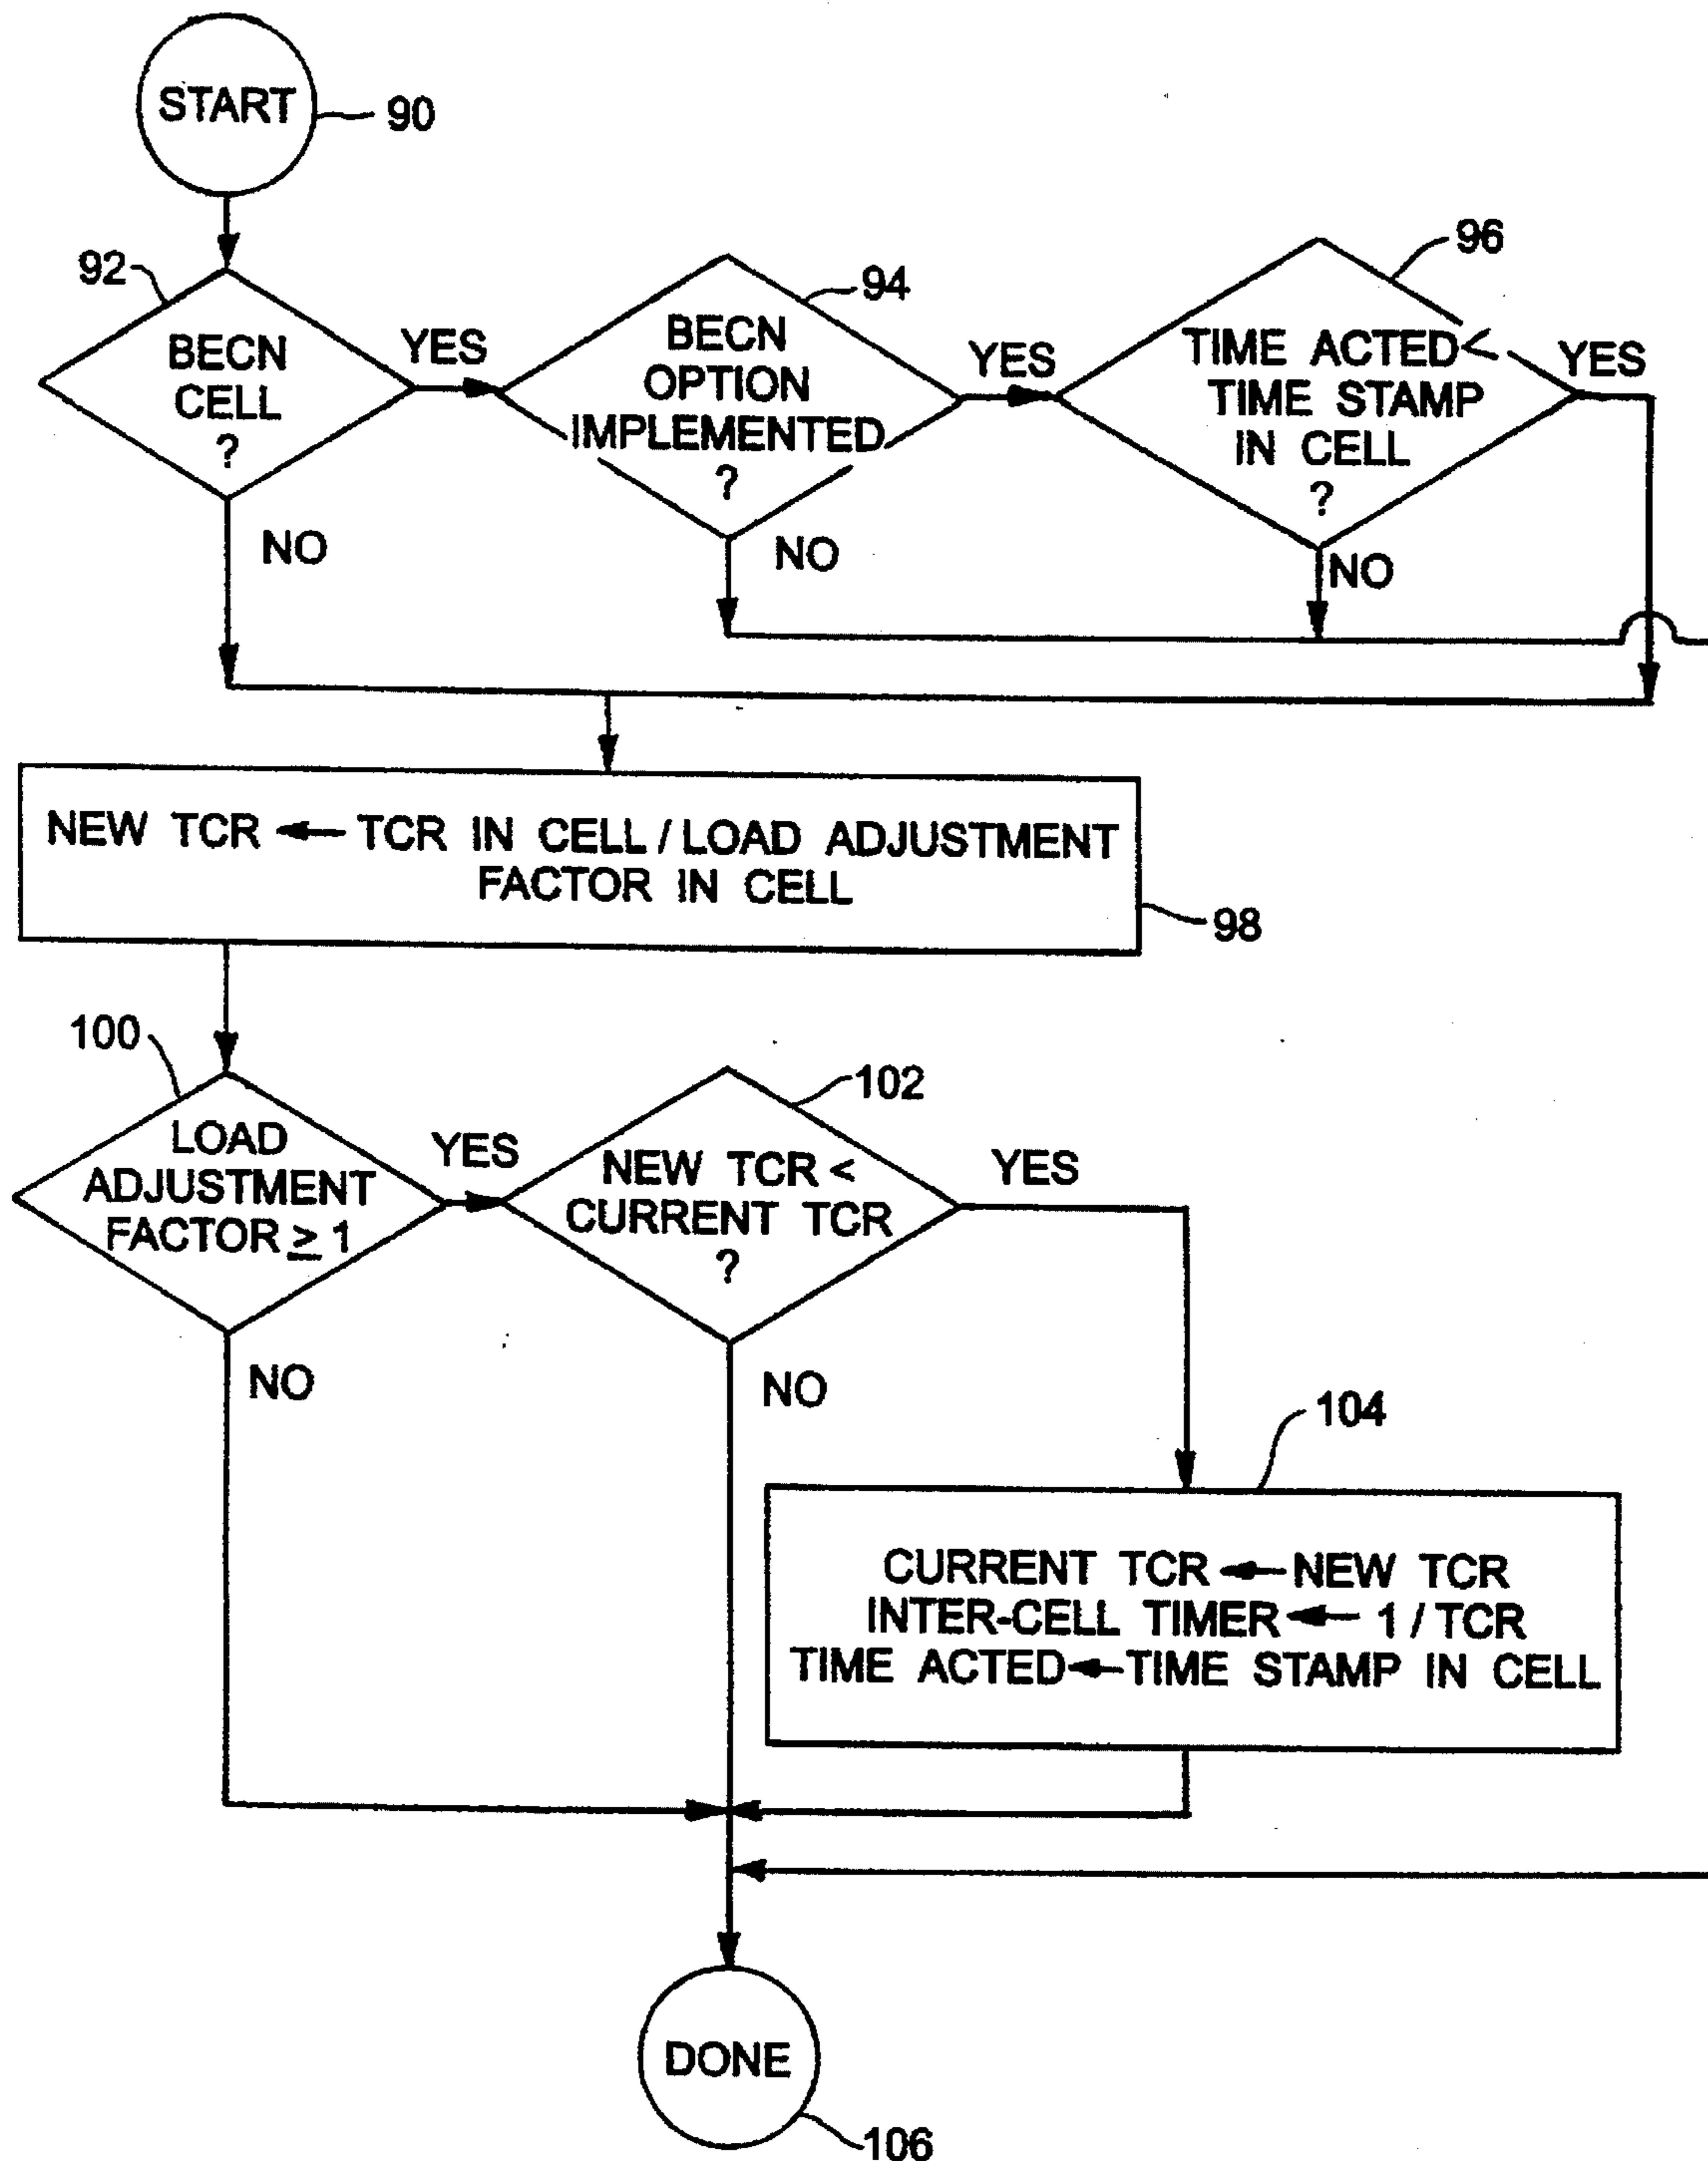 START
90
92
BECN
CELL
?
YES
NO
94
BECN
OPTION
IMPLEMENTED
?
YES
NO
96
TIME ACTED<
TIME STAMP
IN CELL
?
YES
NO
NEW TCR ← TCR IN CELL / LOAD ADJUSTMENT
FACTOR IN CELL
98
100
LOAD
ADJUSTMENT
FACTOR ≥ 1
YES
NO
102
NEW TCR <
CURRENT TCR
?
YES
NO
104
CURRENT TCR ← NEW TCR
INTER-CELL TIMER ← 1 / TCR
TIME ACTED ← TIME STAMP IN CELL
DONE
106